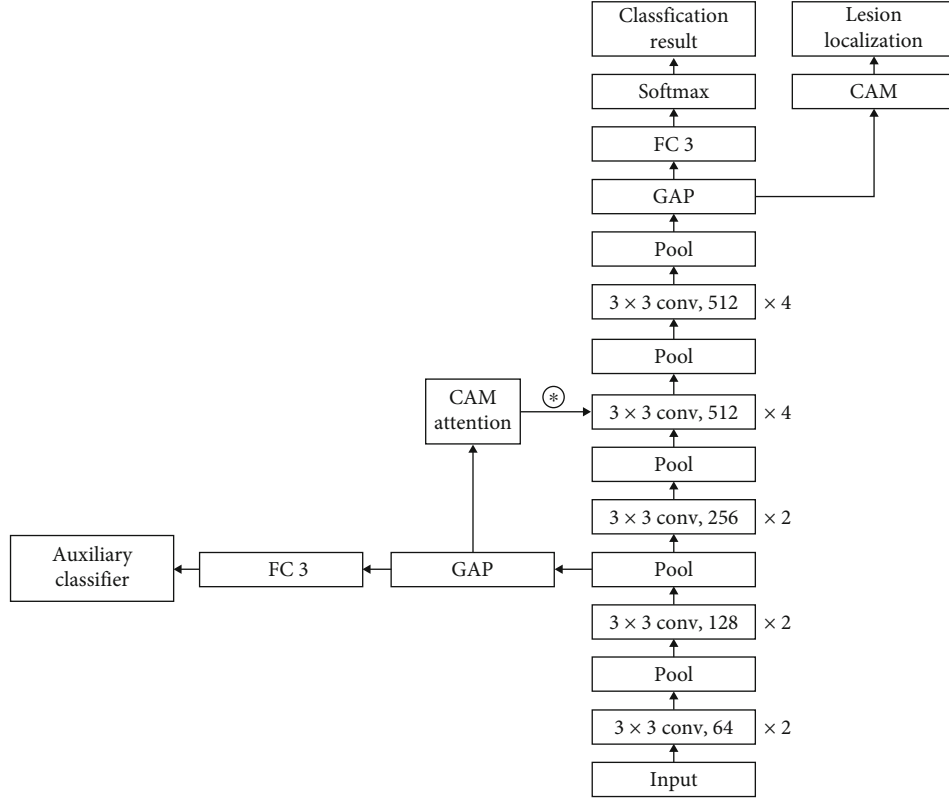 Classfication
result
Lesion
localization
Softmax
CAM
FC 3
GAP
Pool
3 × 3 conv, 512 × 4
Pool
CAM
attention
*
3 × 3 conv, 512 × 4
Pool
3 × 3 conv, 256 × 2
Auxiliary
classifier
FC 3
GAP
Pool
3 × 3 conv, 128 × 2
Pool
3 × 3 conv, 64 × 2
Input